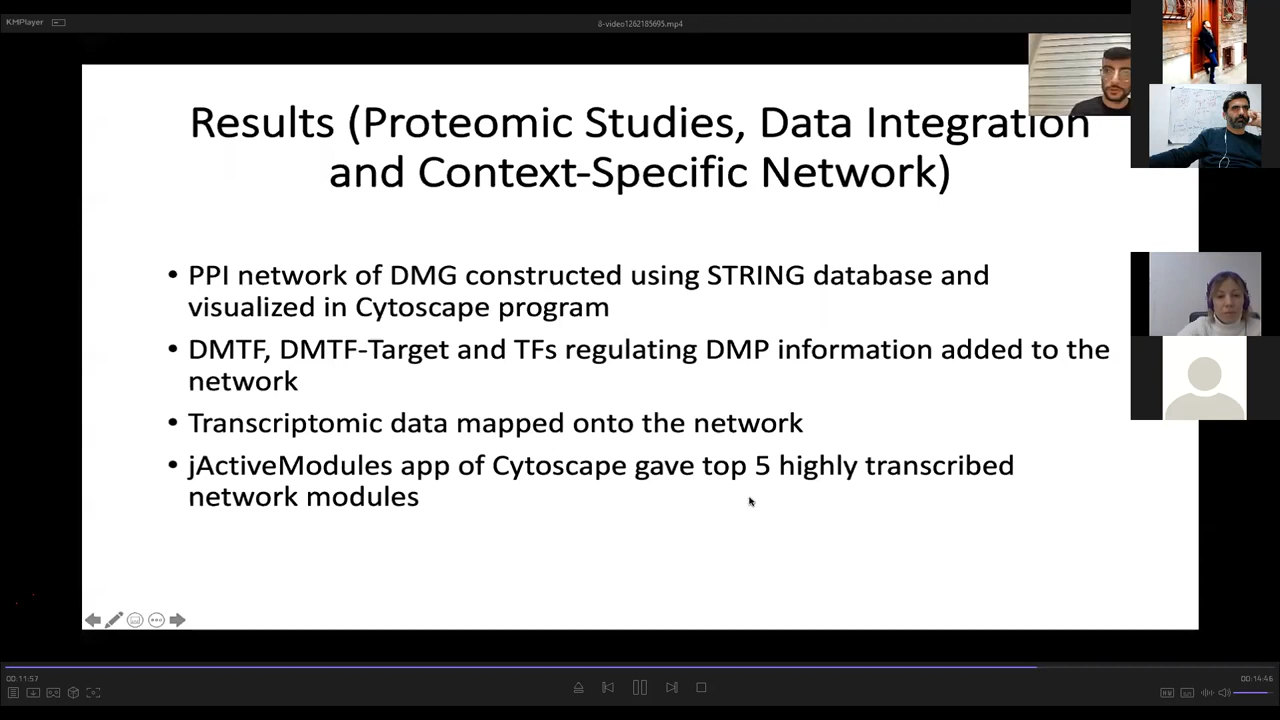 KMPlayer
8-video1262185695.mp4
Results (Proteomic Studies, Data Integration
and Context-Specific Network)
• PPI network of DMG constructed using STRING database and
visualized in Cytoscape program
• DMTF, DMTF-Target and TFs regulating DMP information added to the
network
• Transcriptomic data mapped onto the network
• jActiveModules app of Cytoscape gave top 5 highly transcribed
network modules
00:11:57
00:14:46